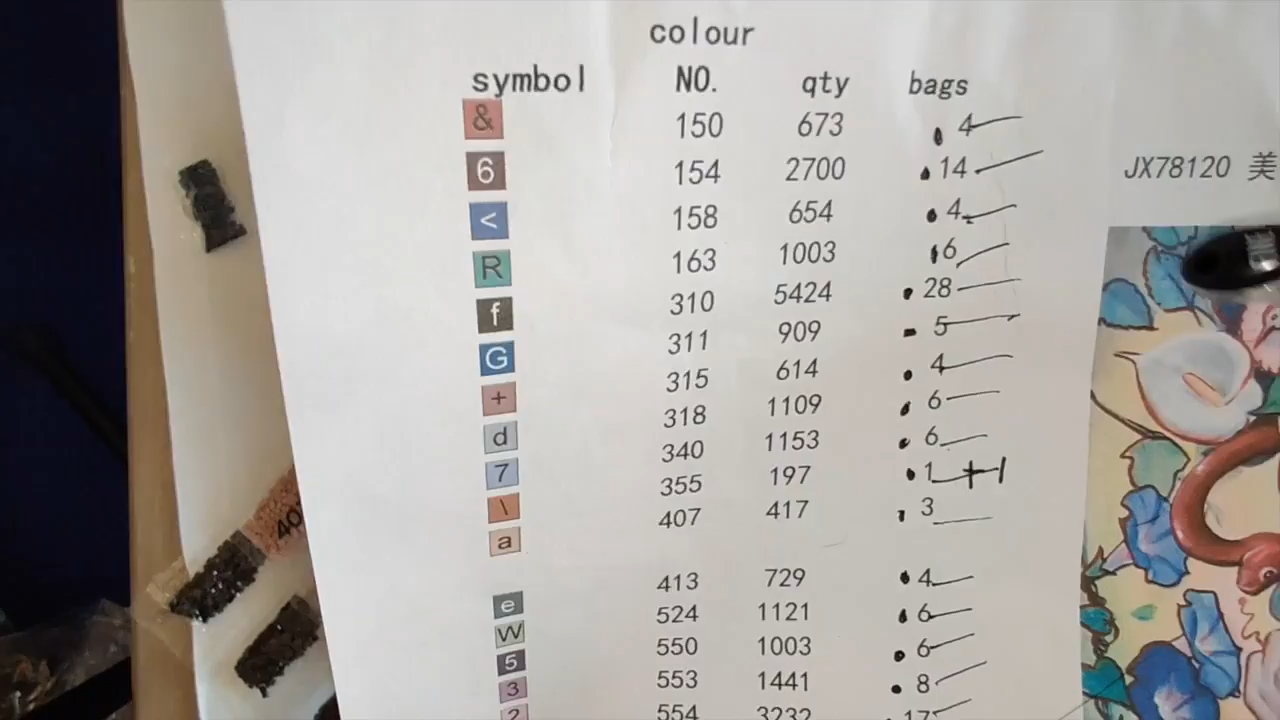 colour
symbol NO. qty bags
& 150 673 4
6 154 2700 14
< 158 654 4
R 163 1003 6
f 310 5424 28
G 311 909 5
+ 315 614 4
d 318 1109 6
7 340 1153 6
\ 355 197 1 +1
a 407 417 3
e 413 729 4
W 524 1121 6
5 550 1003 6
3 553 1441 8
2 554 3232 17
JX78120 美
407